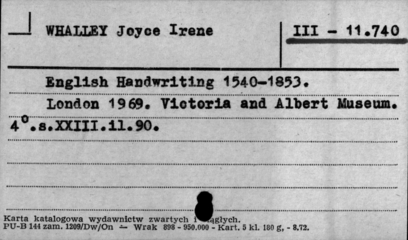 WHALLEY Joyce Irene III - 11.740
English Handwriting 1540-1853.
London 1969. Victoria and Albert Museum.
4°.s.XXIII.il.90.
Karta katalogowa wydawnictw zwartych i
PU-B 144 zam. 1209/Dw/On — Wrak 898 - 950.000 - Kart. 5 kl. 180 g, - 8.72.